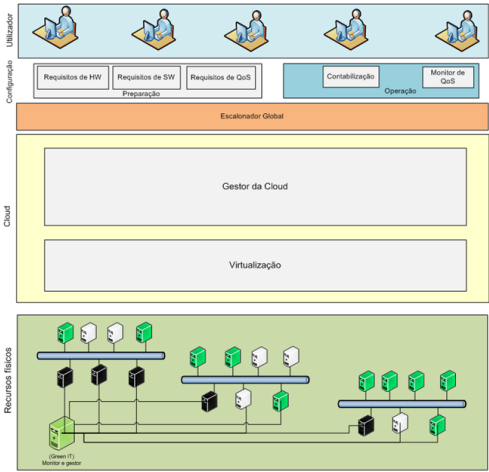 Utilizador
Configuração
Requisitos de HW
Requisitos de SW
Requisitos de QoS
Preparação
Contabilização
Monitor de
QoS
Operação
Escalonador Global
Cloud
Gestor da Cloud
Virtualização
Recursos físicos
(Green IT)
Monitor e gestor